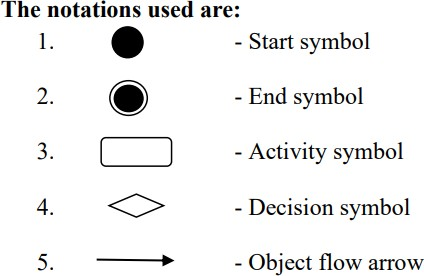 The notations used are:
1. - Start symbol
2. - End symbol
3. - Activity symbol
4. - Decision symbol
5. - Object flow arrow